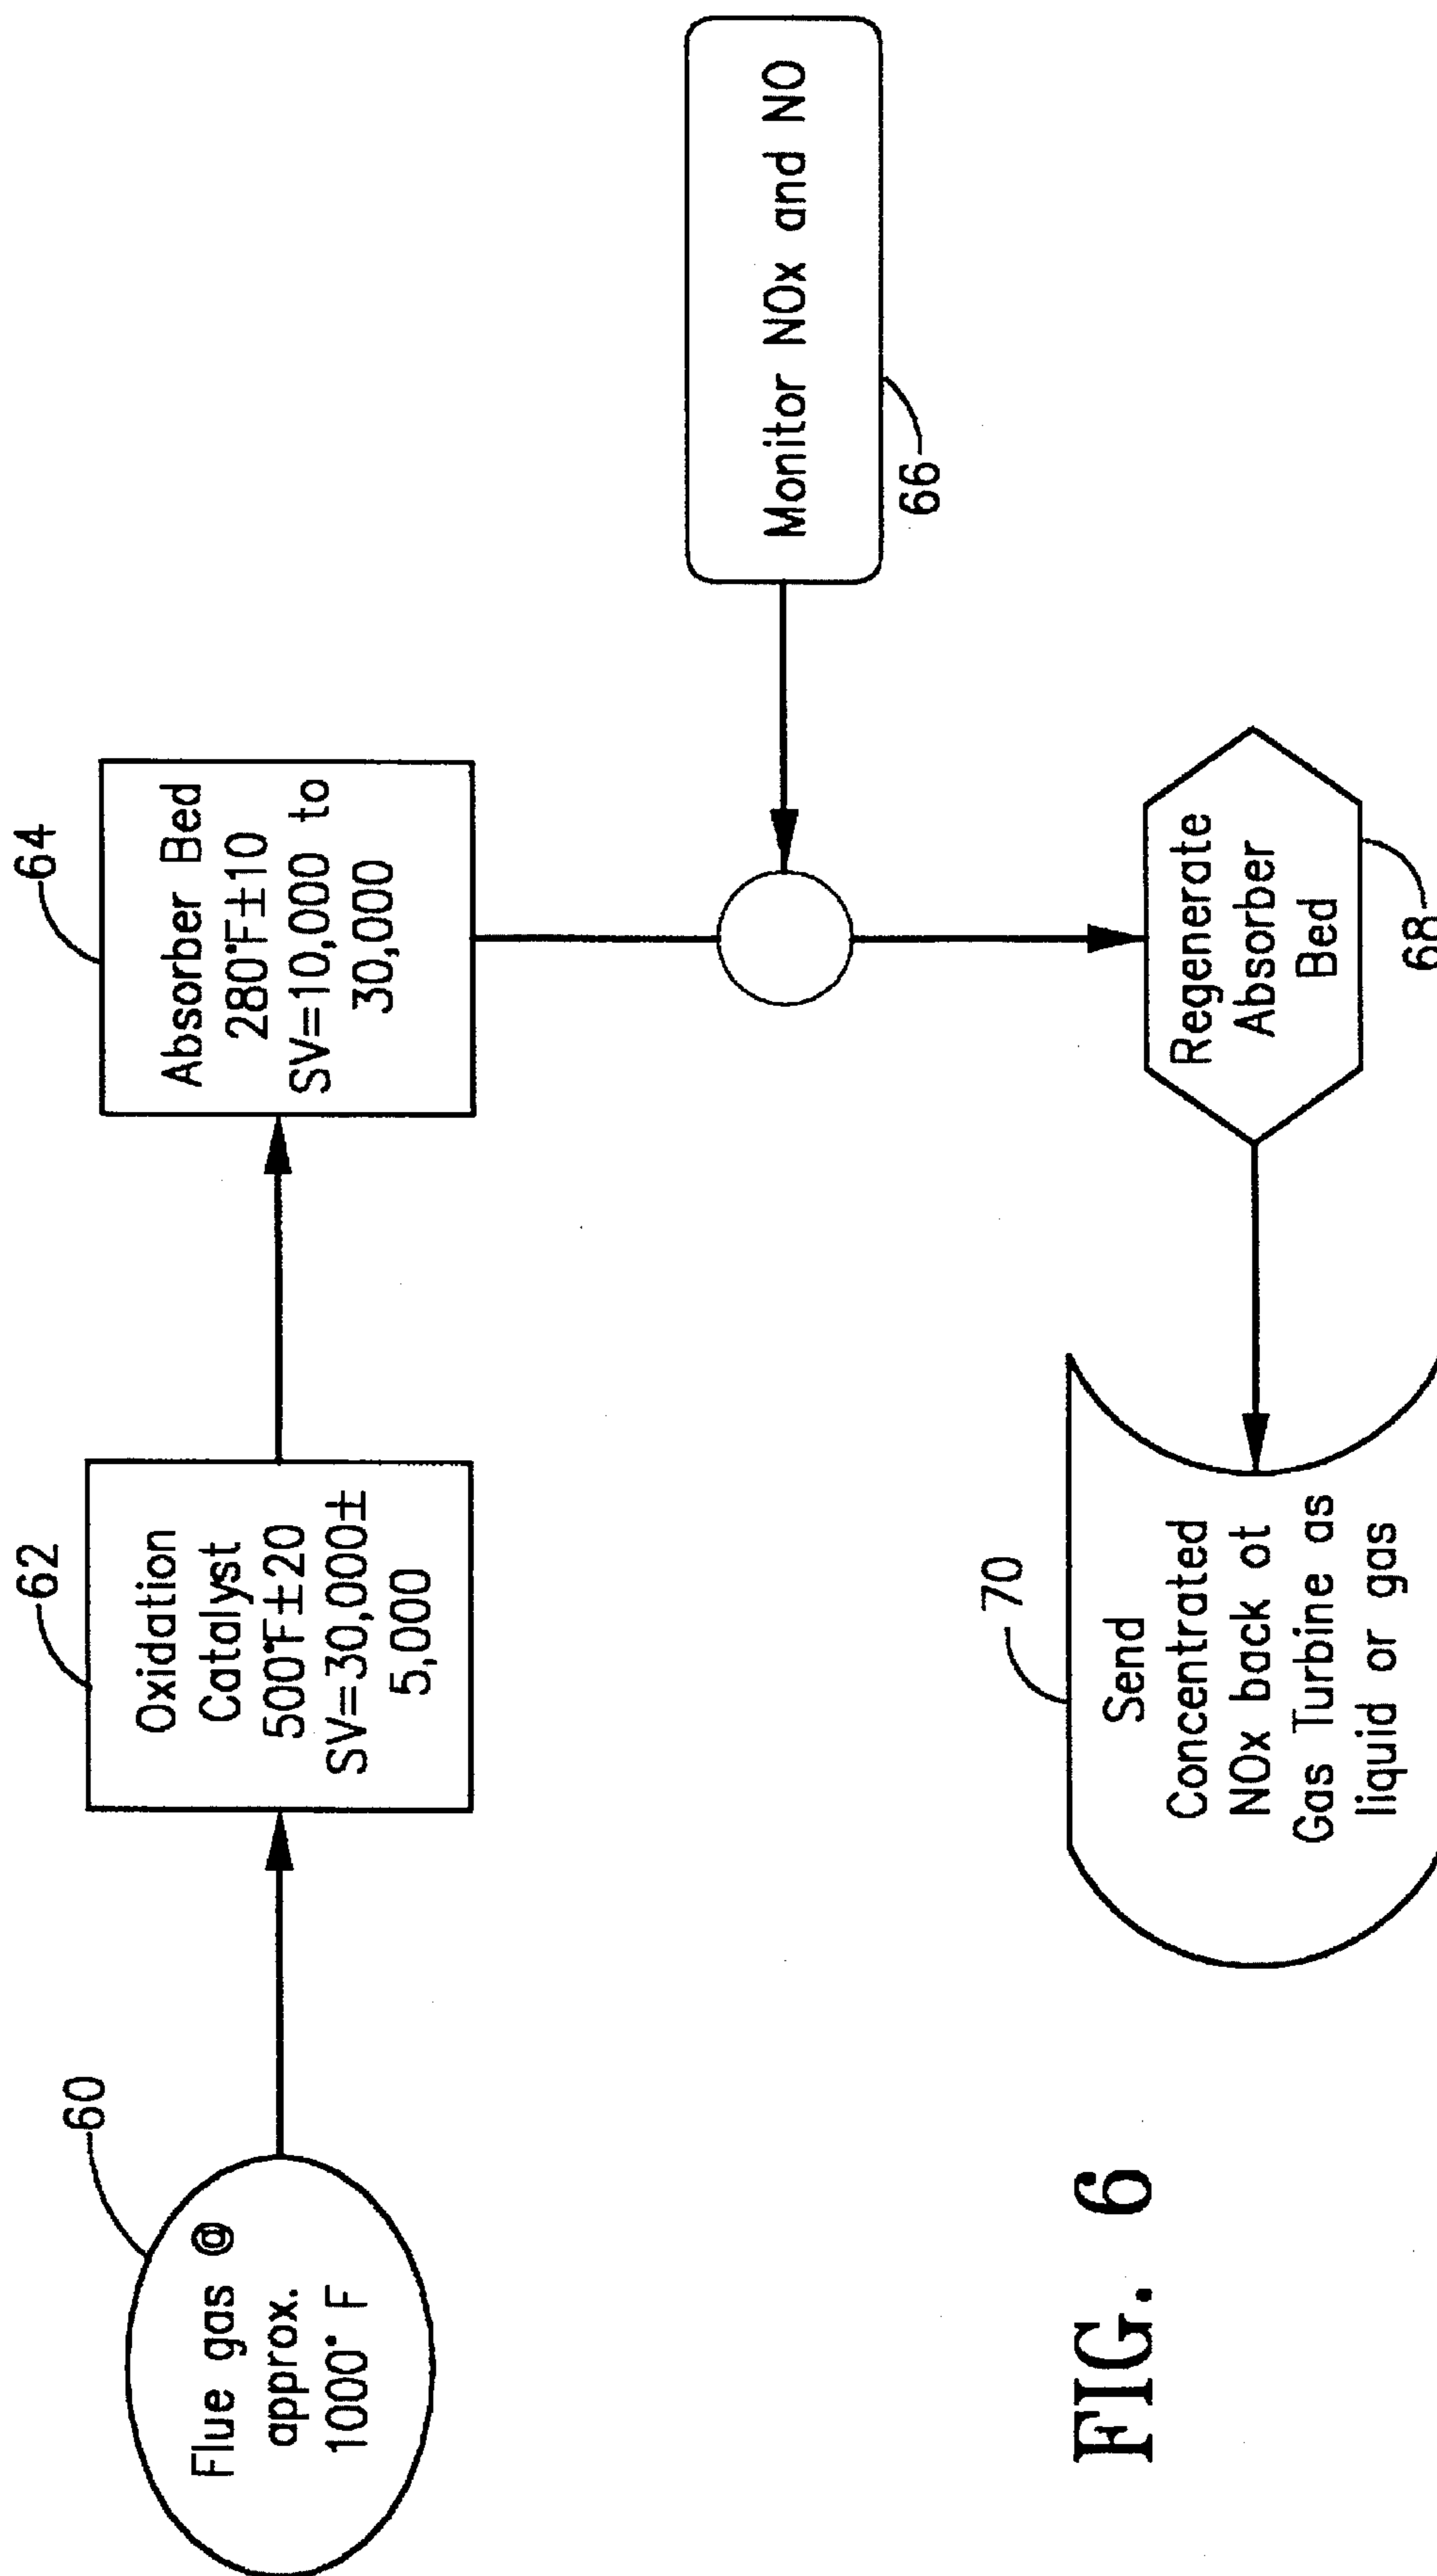 60
Flue gas @
approx.
1000° F
62
Oxidation
Catalyst
500°F±20
SV=30,000±
5,000
64
Absorber Bed
280°F±10
SV=10,000 to
30,000
Monitor NOx and NO
66
Regenerate
Absorber
Bed
68
70
Send
Concentrated
NOx back ot
Gas Turbine as
liquid or gas
FIG. 6